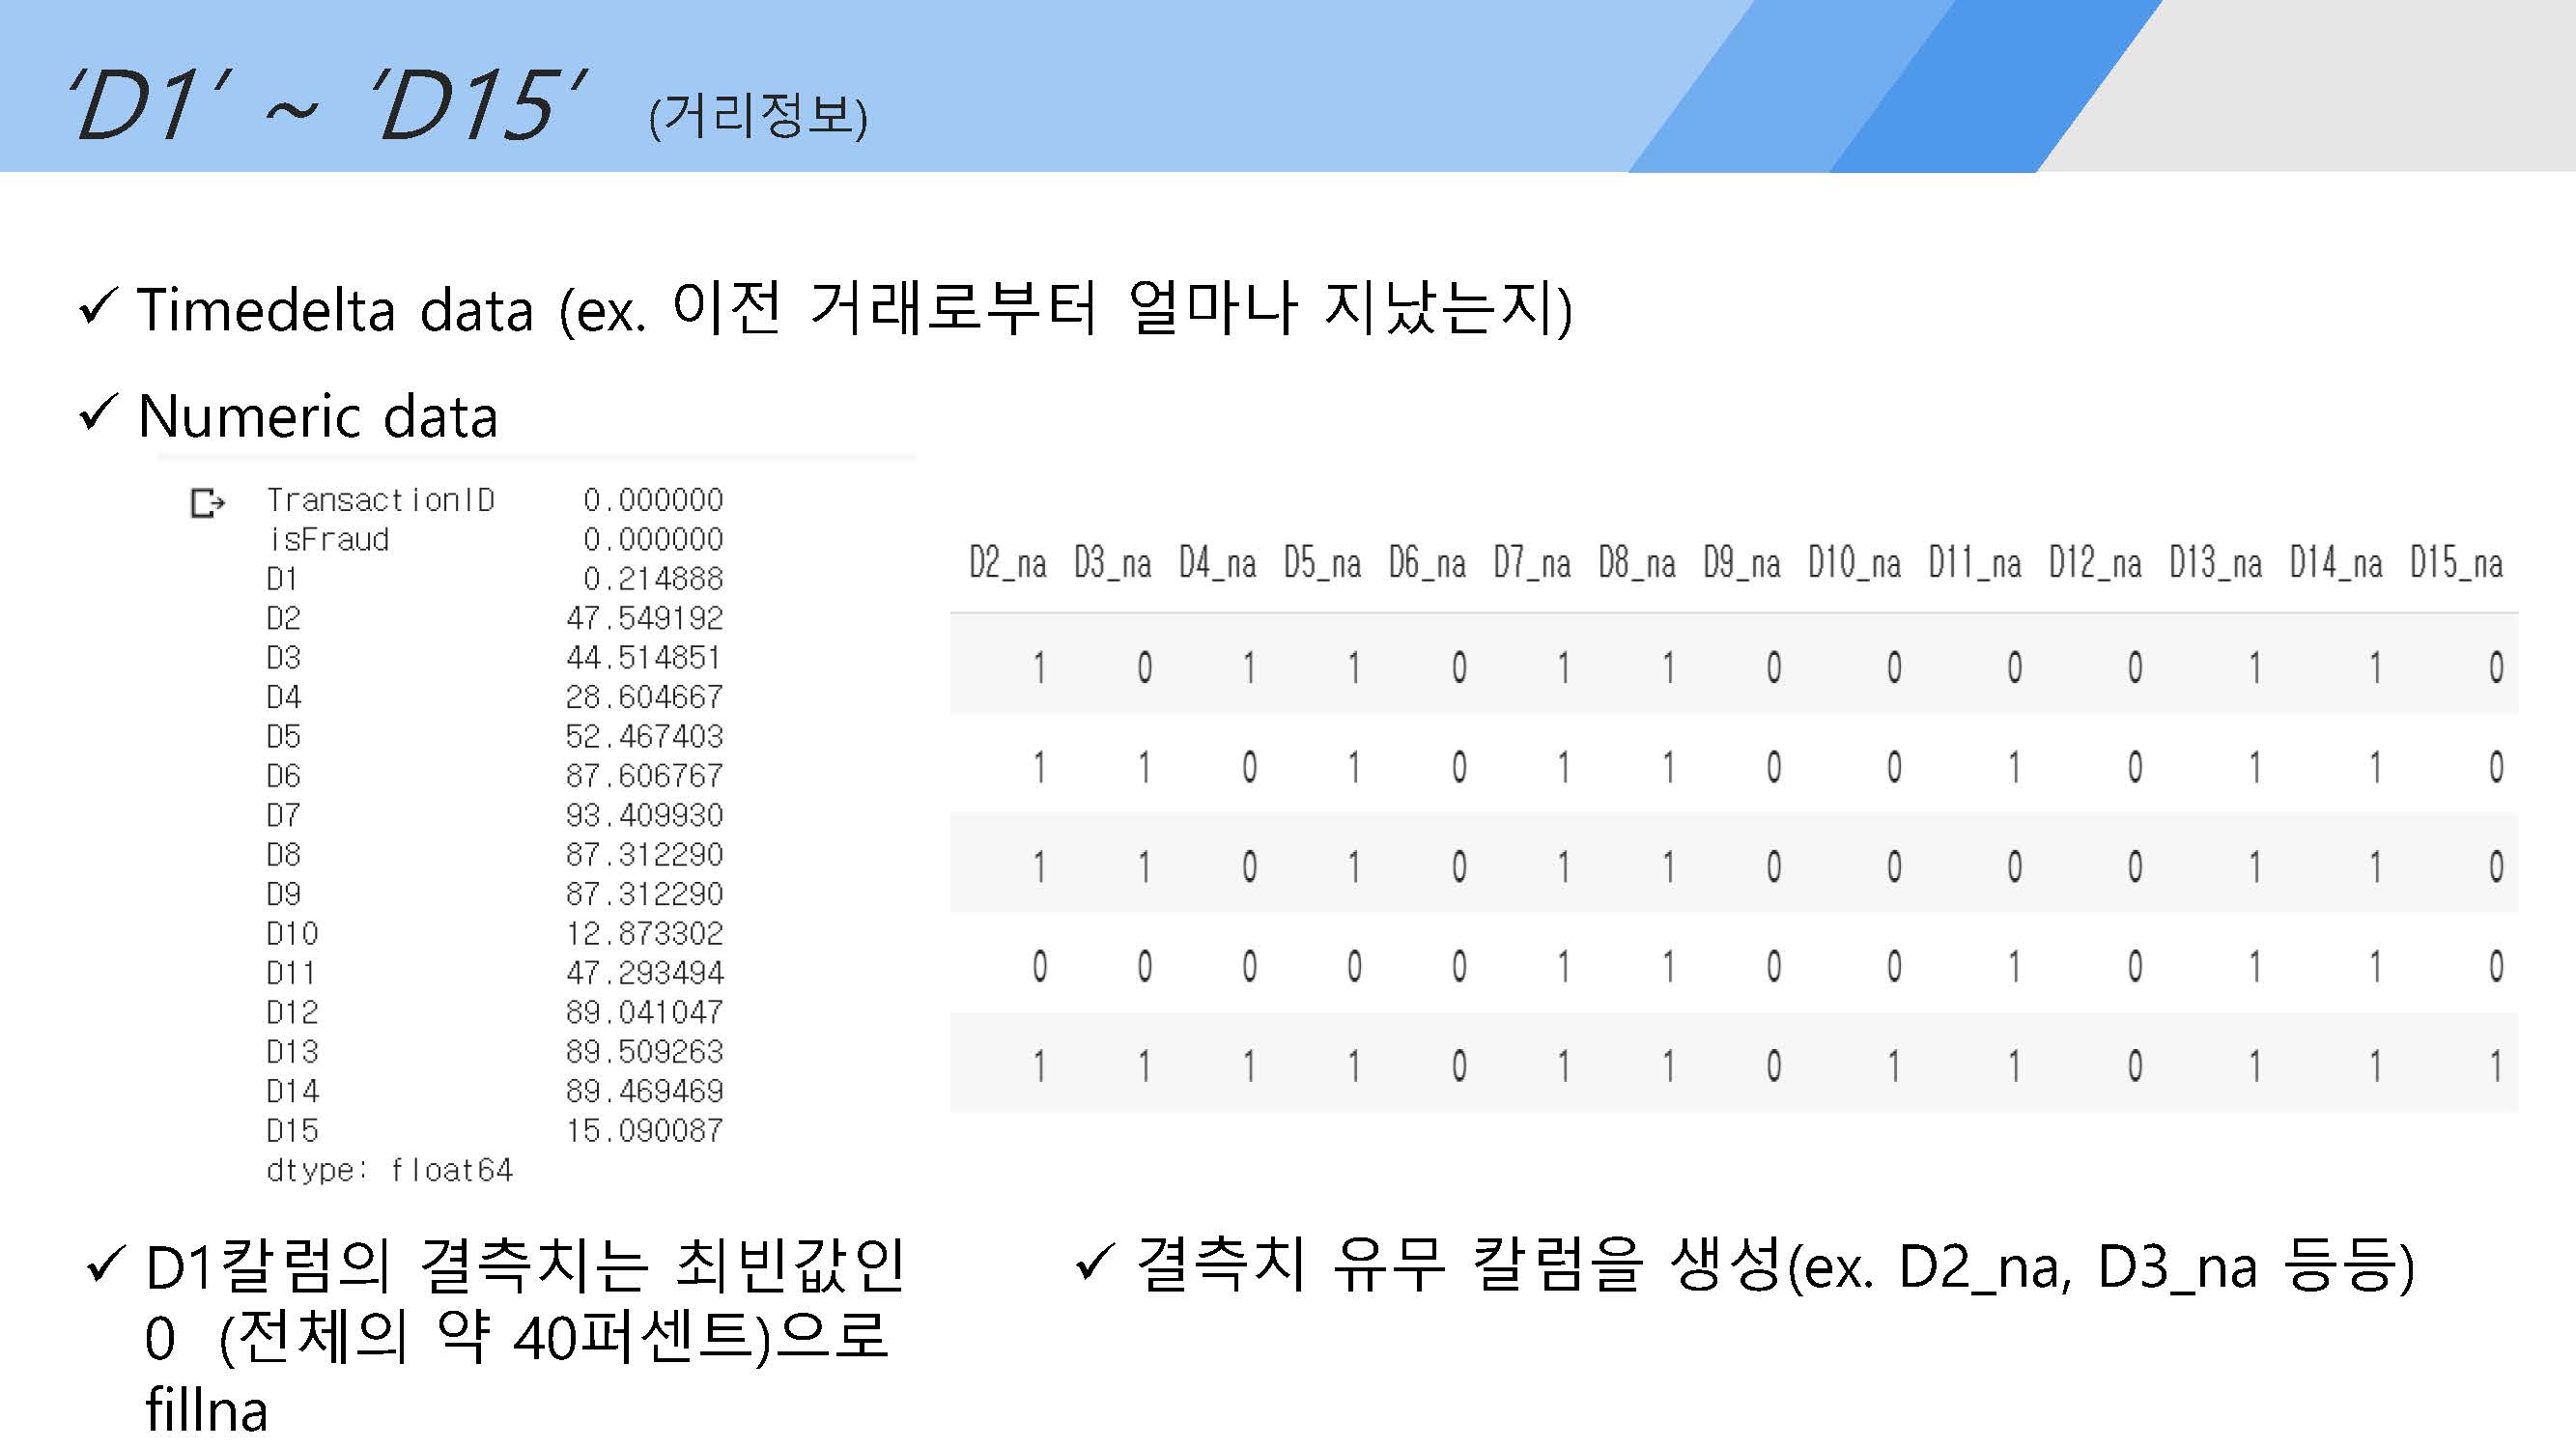 ‘D1’ ~ ‘D15’ (거리정보)
✓ Timedelta data (ex. 이전 거래로부터 얼마나 지났는지)
✓ Numeric data
TransactionID 0.000000
isFraud 0.000000
D1 0.214888
D2 47.549192
D3 44.514851
D4 28.604667
D5 52.467403
D6 87.606767
D7 93.409930
D8 87.312290
D9 87.312290
D10 12.873302
D11 47.293494
D12 89.041047
D13 89.509263
D14 89.469469
D15 15.090087
dtype: float64
D2_na D3_na D4_na D5_na D6_na D7_na D8_na D9_na D10_na D11_na D12_na D13_na D14_na D15_na
1 0 1 1 0 1 1 0 0 0 0 1 1 0
1 1 0 1 0 1 1 0 0 1 0 1 1 0
1 1 0 1 0 1 1 0 0 0 0 1 1 0
0 0 0 0 0 1 1 0 0 1 0 1 1 0
1 1 1 1 0 1 1 0 1 1 0 1 1 1
✓ D1칼럼의 결측치는 최빈값인
0 (전체의 약 40퍼센트)으로
fillna
✓ 결측치 유무 칼럼을 생성(ex. D2_na, D3_na 등등)